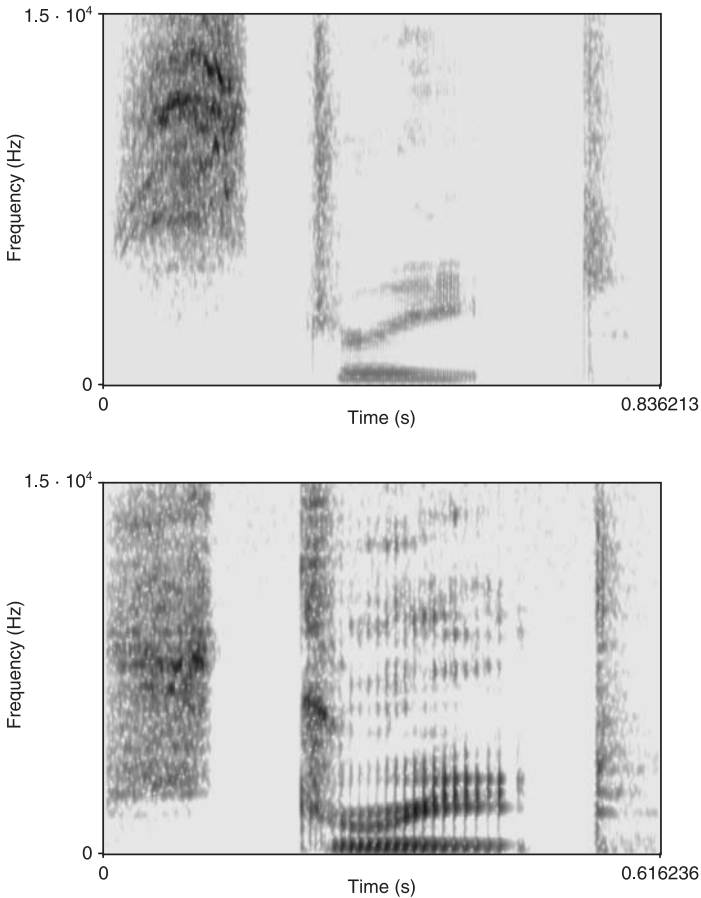 1.5 · 10⁴
Frequency (Hz)
0
0
0.836213
Time (s)
1.5 · 10⁴
Frequency (Hz)
0
0
0.616236
Time (s)